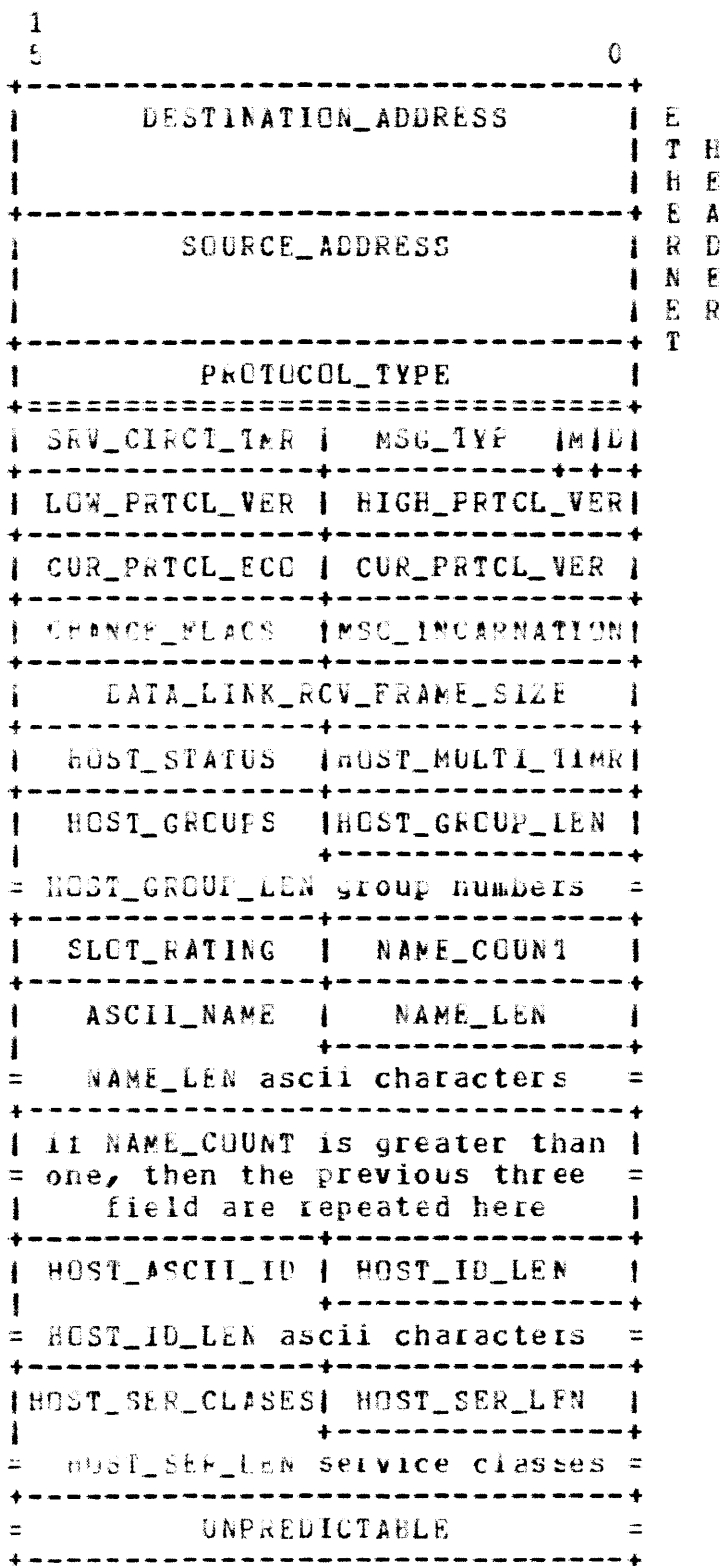 1
5 0
DESTINATION_ADDRESS E
T H
H E
E A
SOURCE_ADDRESS R D
N E
E R
T
PROTOCOL_TYPE
SRV_CIRCT_TMR | MSG_TYP |M|D|
LOW_PRTCL_VER | HIGH_PRTCL_VER|
CUR_PRTCL_ECO | CUR_PRTCL_VER |
CHANGE_FLAGS |MSG_INCARNATION|
DATA_LINK_RCV_FRAME_SIZE
HOST_STATUS |HOST_MULTI_TIMR|
HOST_GROUPS |HOST_GROUP_LEN |
= HOST_GROUP_LEN group numbers =
SLOT_RATING | NAME_COUNT |
ASCII_NAME | NAME_LEN |
= NAME_LEN ascii characters =
| If NAME_COUNT is greater than |
= one, then the previous three =
| field are repeated here |
| HOST_ASCII_ID | HOST_ID_LEN |
= HOST_ID_LEN ascii characters =
|HOST_SER_CLASES| HOST_SER_LEN |
= HOST_SER_LEN service classes =
= UNPREDICTABLE =